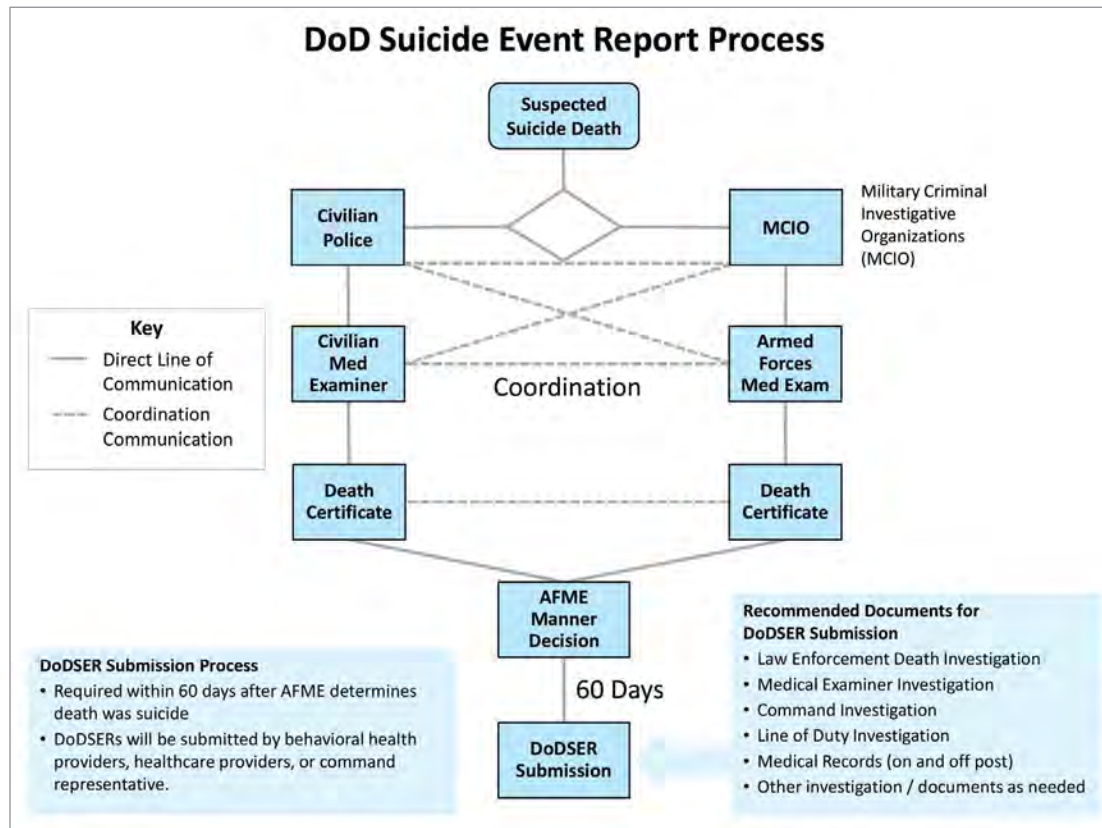 DoD Suicide Event Report Process
Suspected
Suicide Death
Civilian
Police
MCIO
Military Criminal
Investigative
Organizations
(MCIO)
Key
Direct Line of
Communication
Coordination
Communication
Civilian
Med
Examiner
Coordination
Armed
Forces
Med Exam
Death
Certificate
Death
Certificate
AFME
Manner
Decision
60 Days
DoDSER
Submission
DoDSER Submission Process
• Required within 60 days after AFME determines
death was suicide
• DoDSERs will be submitted by behavioral health
providers, healthcare providers, or command
representative.
Recommended Documents for
DoDSER Submission
• Law Enforcement Death Investigation
• Medical Examiner Investigation
• Command Investigation
• Line of Duty Investigation
• Medical Records (on and off post)
• Other investigation / documents as needed